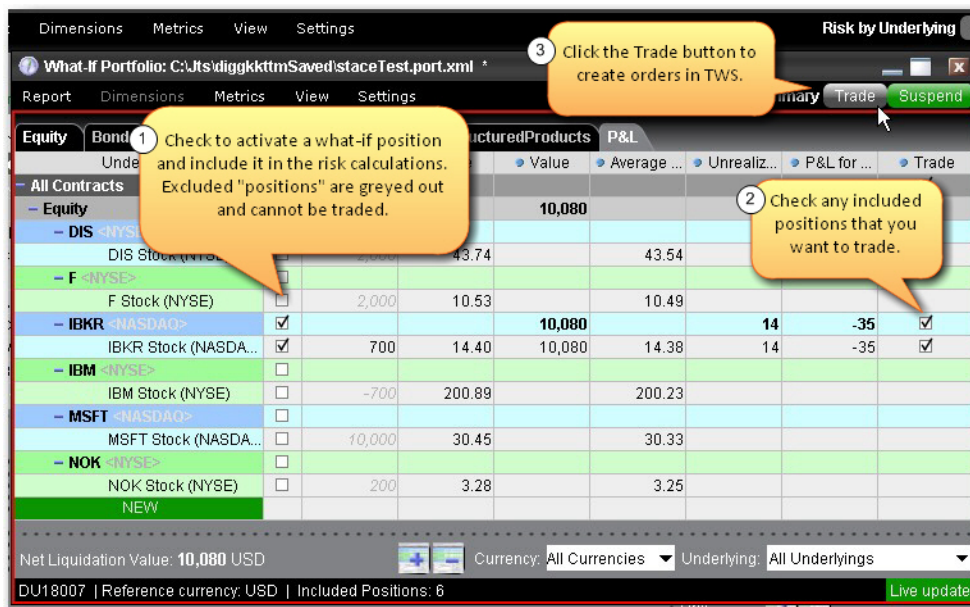 Dimensions Metrics View Settings Risk by Underlying
What-If Portfolio: C:\Jts\diggkkttmSaved\staceTest.port.xml *
3 Click the Trade button to
create orders in TWS.
Report Dimensions Metrics View Settings Trade Suspend
Equity P&L
1 Check to activate a what-if position
and include it in the risk calculations.
Excluded "positions" are greyed out
and cannot be traded.
Value Average ... Unrealiz... P&L for ... Trade
– All Contracts
– Equity 10,080
2 Check any included
positions that you
want to trade.
– DIS
DIS Stock (NYSE) 2,000 43.74 43.54
– F <NYSE>
F Stock (NYSE) 2,000 10.53 10.49
– IBKR <NASDAQ> 10,080 14 -35
IBKR Stock (NASDA... 700 14.40 10,080 14.38 14 -35
– IBM <NYSE>
IBM Stock (NYSE) -700 200.89 200.23
– MSFT <NASDAQ>
MSFT Stock (NASDA... 10,000 30.45 30.33
– NOK <NYSE>
NOK Stock (NYSE) 200 3.28 3.25
NEW
Net Liquidation Value: 10,080 USD Currency: All Currencies Underlying: All Underlyings
DU18007 | Reference currency: USD | Included Positions: 6 Live update